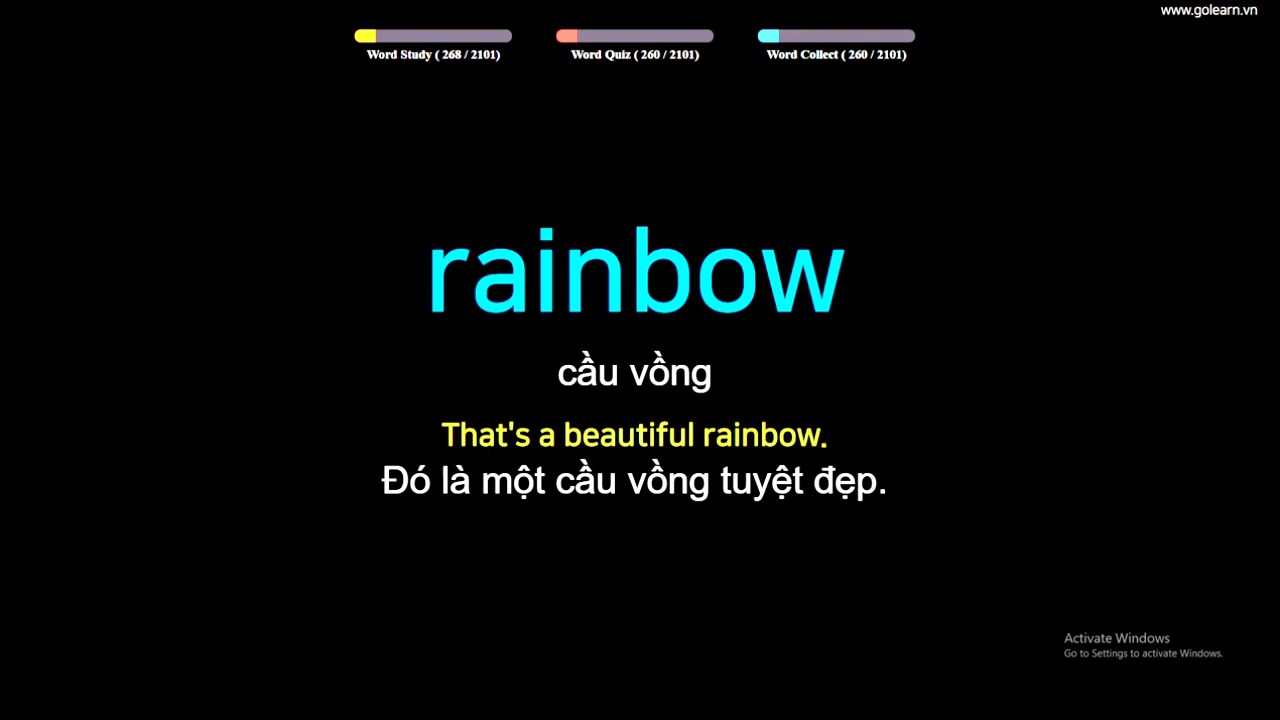 www.golearn.vn
Word Study ( 268 / 2101) Word Quiz ( 260 / 2101) Word Collect ( 260 / 2101)
rainbow
cầu vồng
That's a beautiful rainbow.
Đó là một cầu vồng tuyệt đẹp.
Activate Windows
Go to Settings to activate Windows.